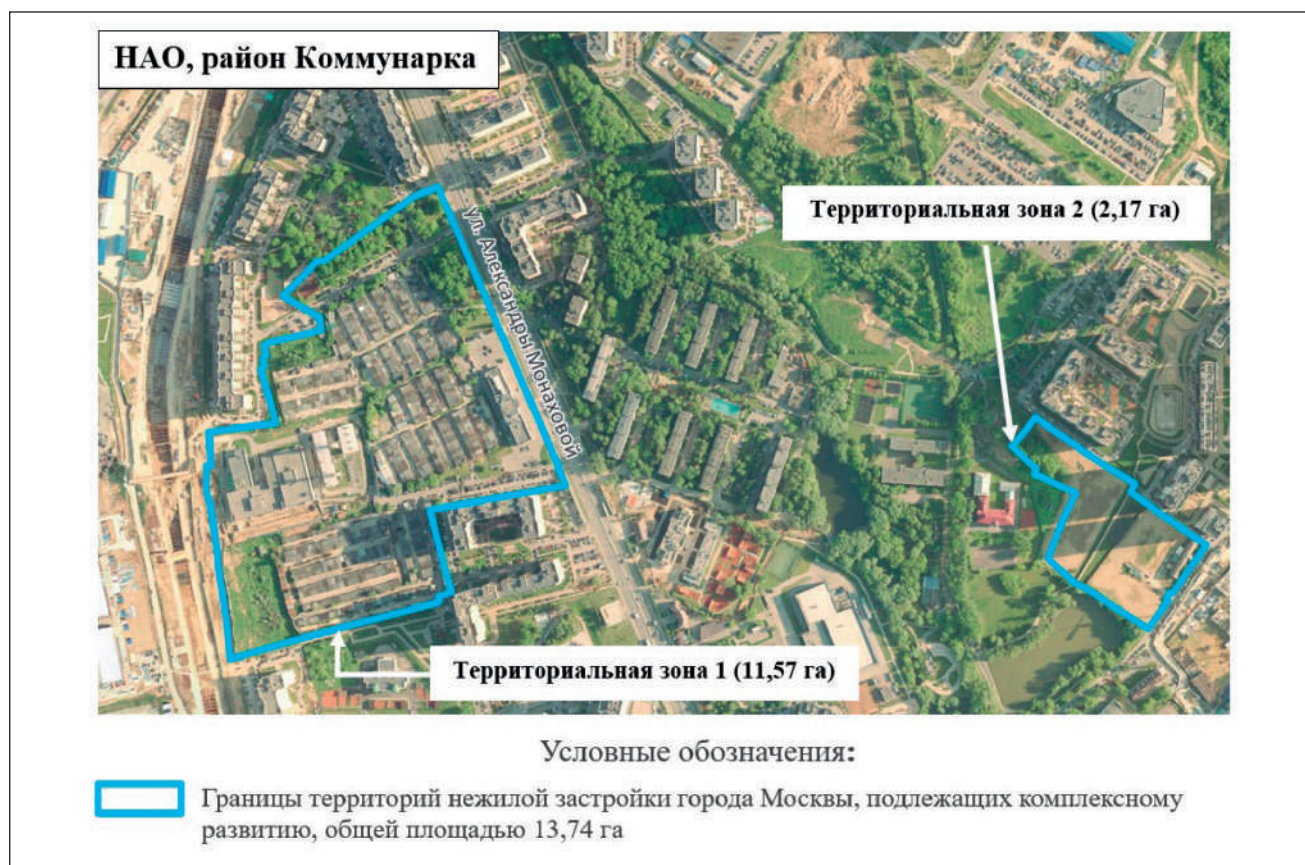 НАО, район Коммунарка
Территориальная зона 2 (2,17 га)
ул. Александры Монаховой
Территориальная зона 1 (11,57 га)
Условные обозначения:
Границы территорий нежилой застройки города Москвы, подлежащих комплексному
развитию, общей площадью 13,74 га